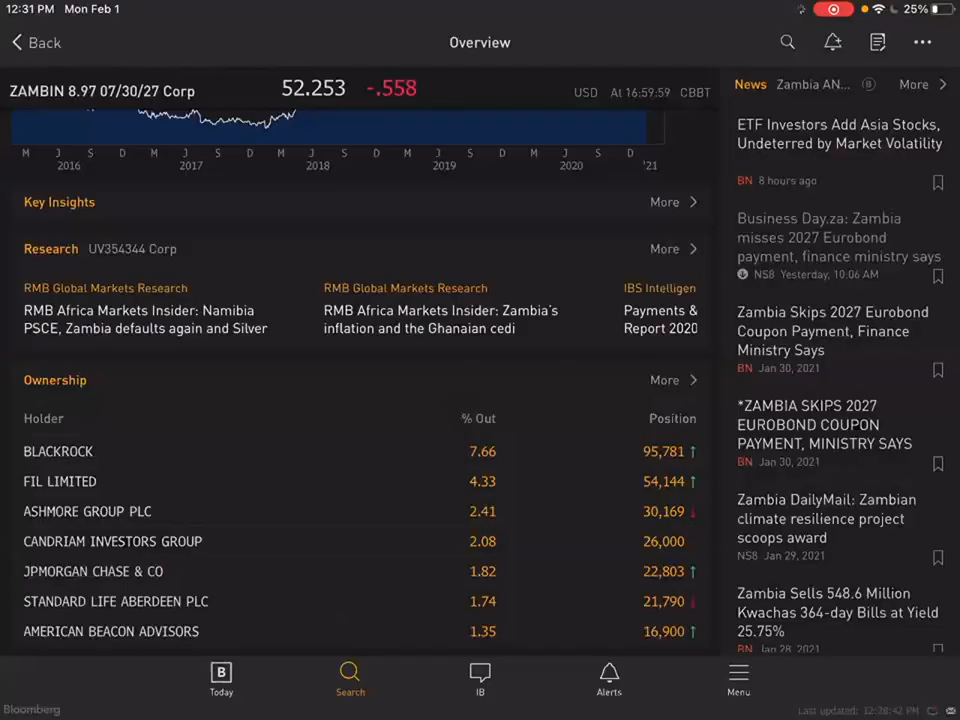 12:31 PM Mon Feb 1
25%
Back
Overview
ZAMBIN 8.97 07/30/27 Corp
52.253 -.558
USD At 16:59:59 CBBT
M J S D M J S D M J S D M J S D M J S D
2016 2017 2018 2019 2020 '21
Key Insights
More
Research UV354344 Corp
More
RMB Global Markets Research
RMB Africa Markets Insider: Namibia
PSCE, Zambia defaults again and Silver
RMB Global Markets Research
RMB Africa Markets Insider: Zambia's
inflation and the Ghanaian cedi
IBS Intelligen
Payments &
Report 2020
Ownership
More
Holder % Out Position
BLACKROCK 7.66 95,781 ↑
FIL LIMITED 4.33 54,144 ↑
ASHMORE GROUP PLC 2.41 30,169 ↓
CANDRIAM INVESTORS GROUP 2.08 26,000
JPMORGAN CHASE & CO 1.82 22,803 ↑
STANDARD LIFE ABERDEEN PLC 1.74 21,790 ↓
AMERICAN BEACON ADVISORS 1.35 16,900 ↑
News Zambia AN... B More
ETF Investors Add Asia Stocks,
Undeterred by Market Volatility
BN 8 hours ago
Business Day.za: Zambia
misses 2027 Eurobond
payment, finance ministry says
NS8 Yesterday, 10:06 AM
Zambia Skips 2027 Eurobond
Coupon Payment, Finance
Ministry Says
BN Jan 30, 2021
*ZAMBIA SKIPS 2027
EUROBOND COUPON
PAYMENT, MINISTRY SAYS
BN Jan 30, 2021
Zambia DailyMail: Zambian
climate resilience project
scoops award
NS8 Jan 29, 2021
Zambia Sells 548.6 Million
Kwachas 364-day Bills at Yield
25.75%
BN Jan 28, 2021
B
Today
Search
IB
Alerts
Menu
Bloomberg
Last updated: 12:28:42 PM